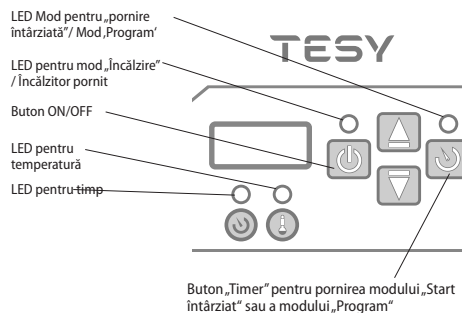 LED Mod pentru „pornire
întârziată”/ Mod ‚Program‘
TESY
LED pentru mod „Încălzire”
/ Încălzitor pornit
Buton ON/OFF
LED pentru
temperatură
LED pentru timp
Buton „Timer” pentru pornirea modului „Start
întârziat“ sau a modului „Program“